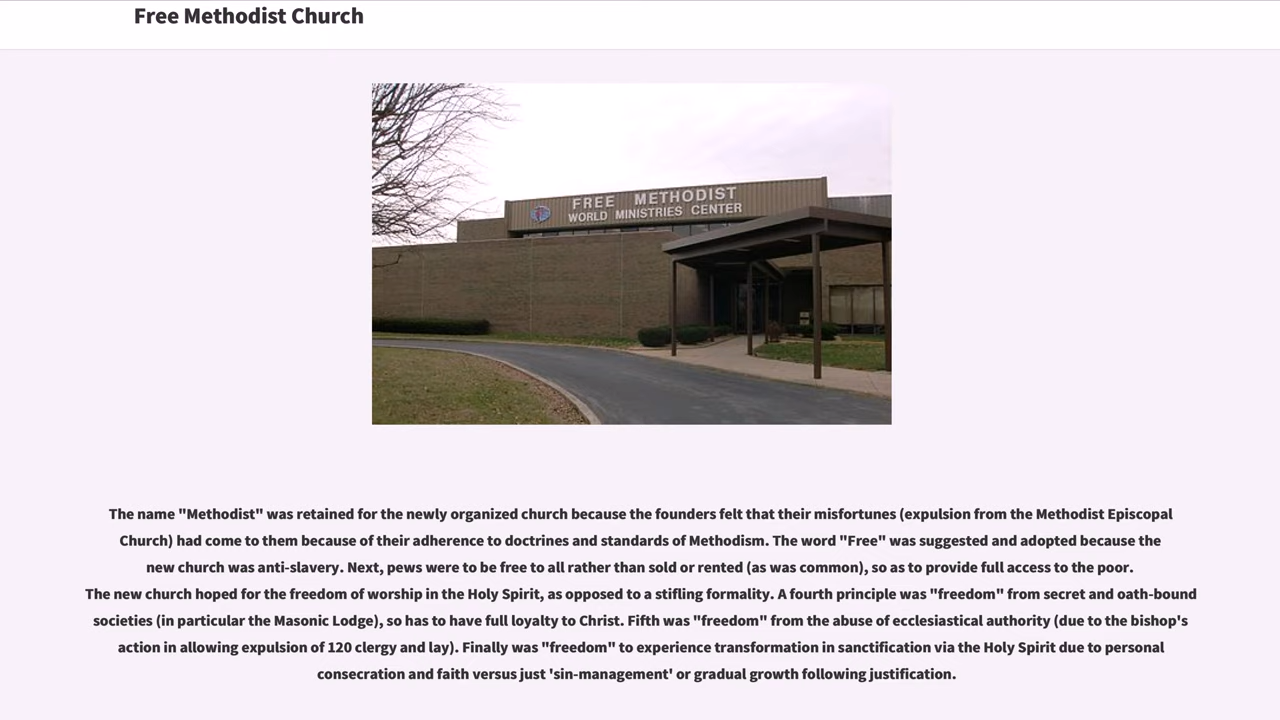 Free Methodist Church
FREE METHODIST
WORLD MINISTRIES CENTER
The name "Methodist" was retained for the newly organized church because the founders felt that their misfortunes (expulsion from the Methodist Episcopal
Church) had come to them because of their adherence to doctrines and standards of Methodism. The word "Free" was suggested and adopted because the
new church was anti-slavery. Next, pews were to be free to all rather than sold or rented (as was common), so as to provide full access to the poor.
The new church hoped for the freedom of worship in the Holy Spirit, as opposed to a stifling formality. A fourth principle was "freedom" from secret and oath-bound
societies (in particular the Masonic Lodge), so has to have full loyalty to Christ. Fifth was "freedom" from the abuse of ecclesiastical authority (due to the bishop's
action in allowing expulsion of 120 clergy and lay). Finally was "freedom" to experience transformation in sanctification via the Holy Spirit due to personal
consecration and faith versus just 'sin-management' or gradual growth following justification.